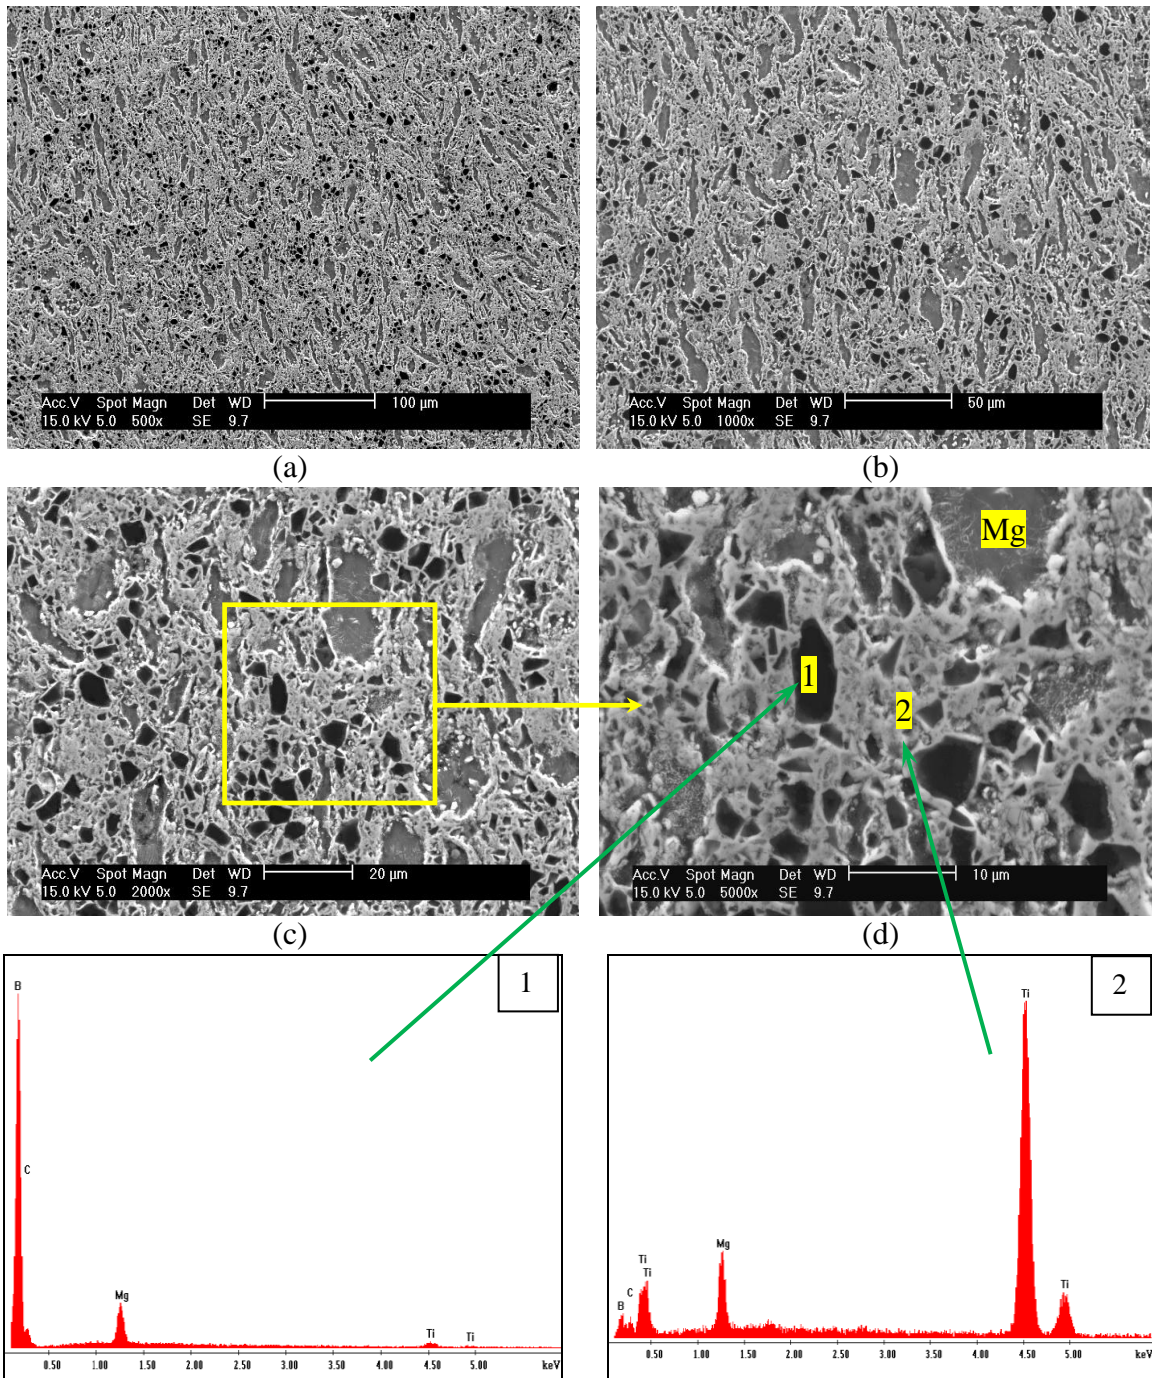 Acc.V Spot Magn Det WD 100 µm
15.0 kV 5.0 500x SE 9.7
(a)
Acc.V Spot Magn Det WD 50 µm
15.0 kV 5.0 1000x SE 9.7
(b)
Acc.V Spot Magn Det WD 20 µm
15.0 kV 5.0 2000x SE 9.7
(c)
Mg
1
2
Acc.V Spot Magn Det WD 10 µm
15.0 kV 5.0 5000x SE 9.7
(d)
1
B
C
Mg
Ti Ti
0.50 1.00 1.50 2.00 2.50 3.00 3.50 4.00 4.50 5.00 keV
2
Ti
Mg
Ti
Ti
Ti
C
B
0.50 1.00 1.50 2.00 2.50 3.00 3.50 4.00 4.50 5.00 keV